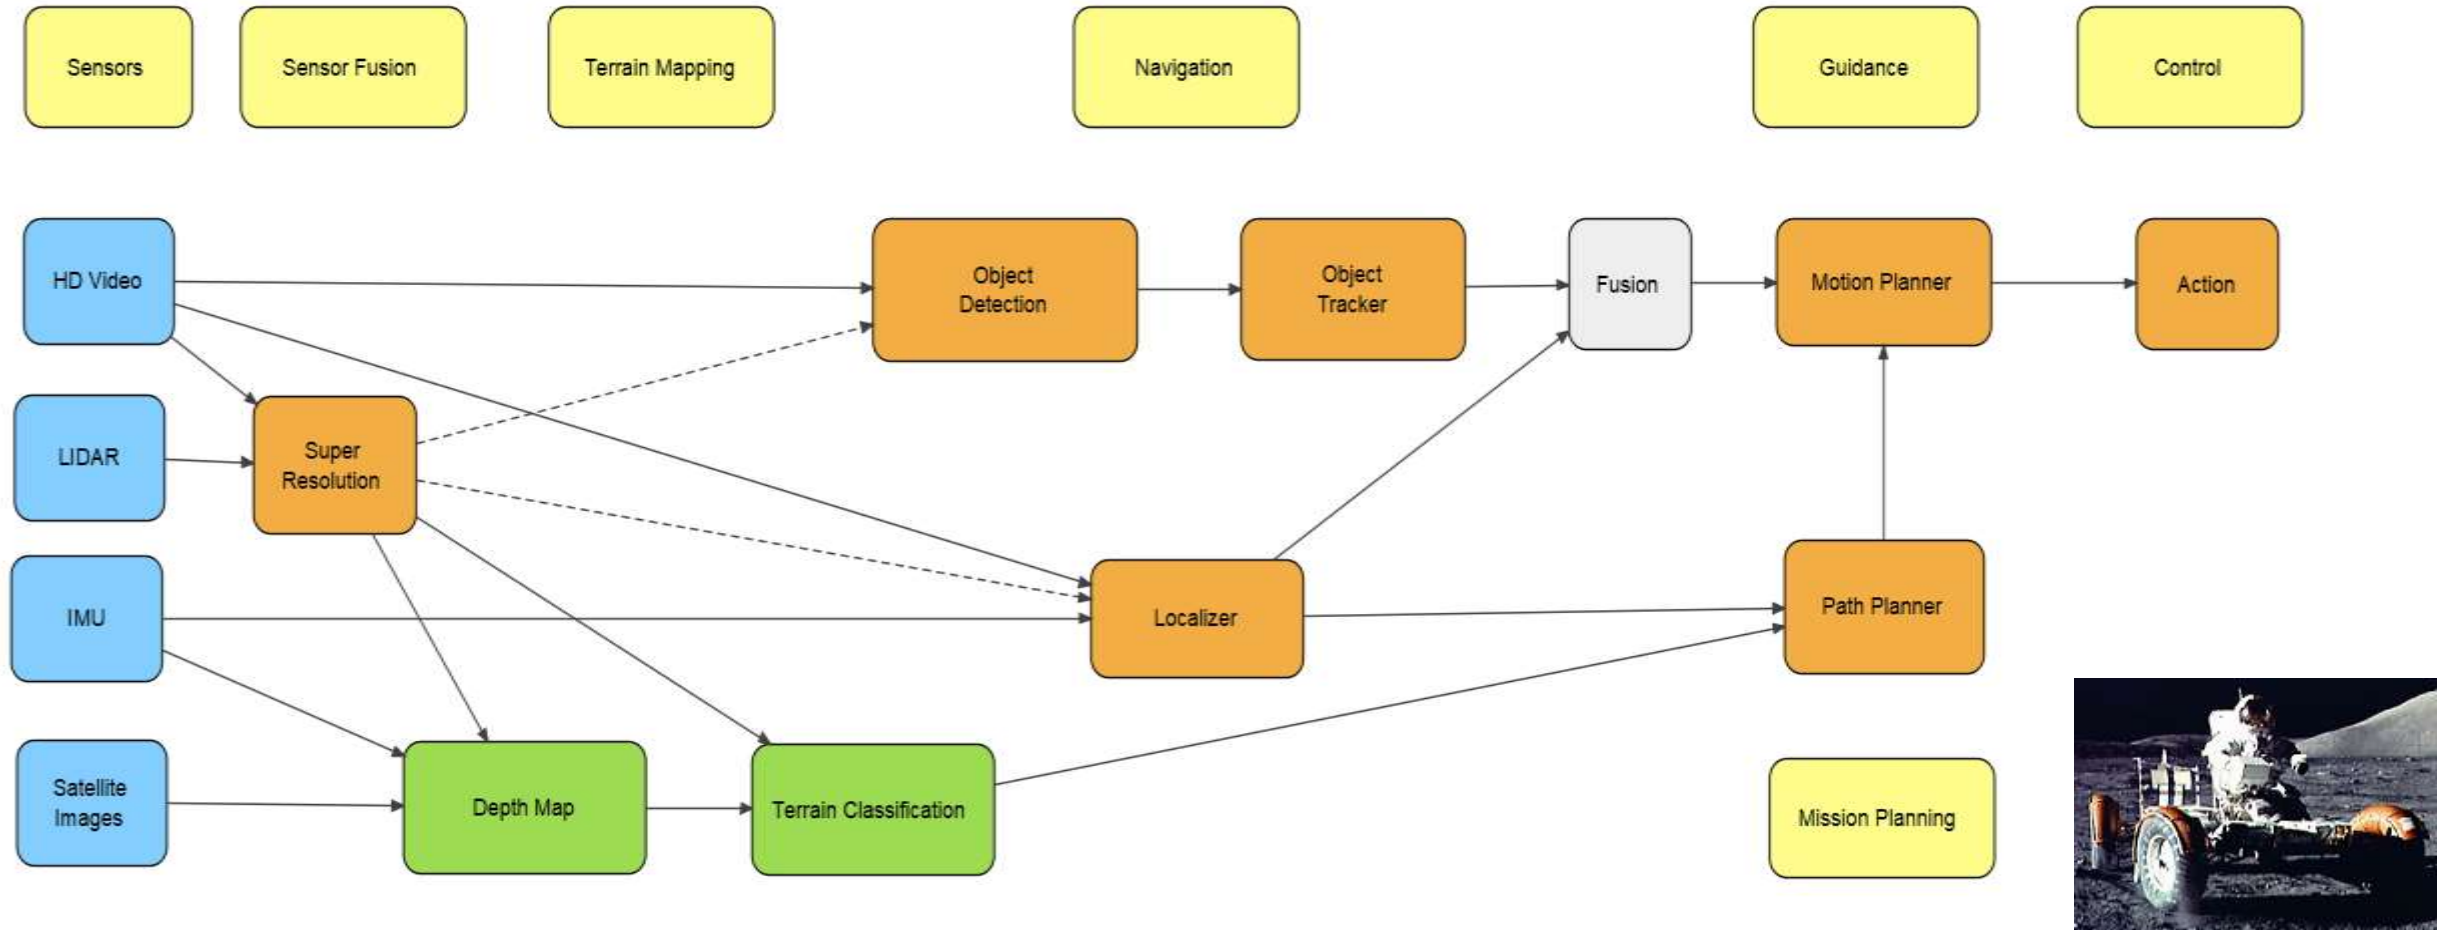 Sensors
Sensor Fusion
Terrain Mapping
Navigation
Guidance
Control
HD Video
Object
Detection
Object
Tracker
Fusion
Motion Planner
Action
LIDAR
Super
Resolution
IMU
Localizer
Path Planner
Satellite
Images
Depth Map
Terrain Classification
Mission Planning